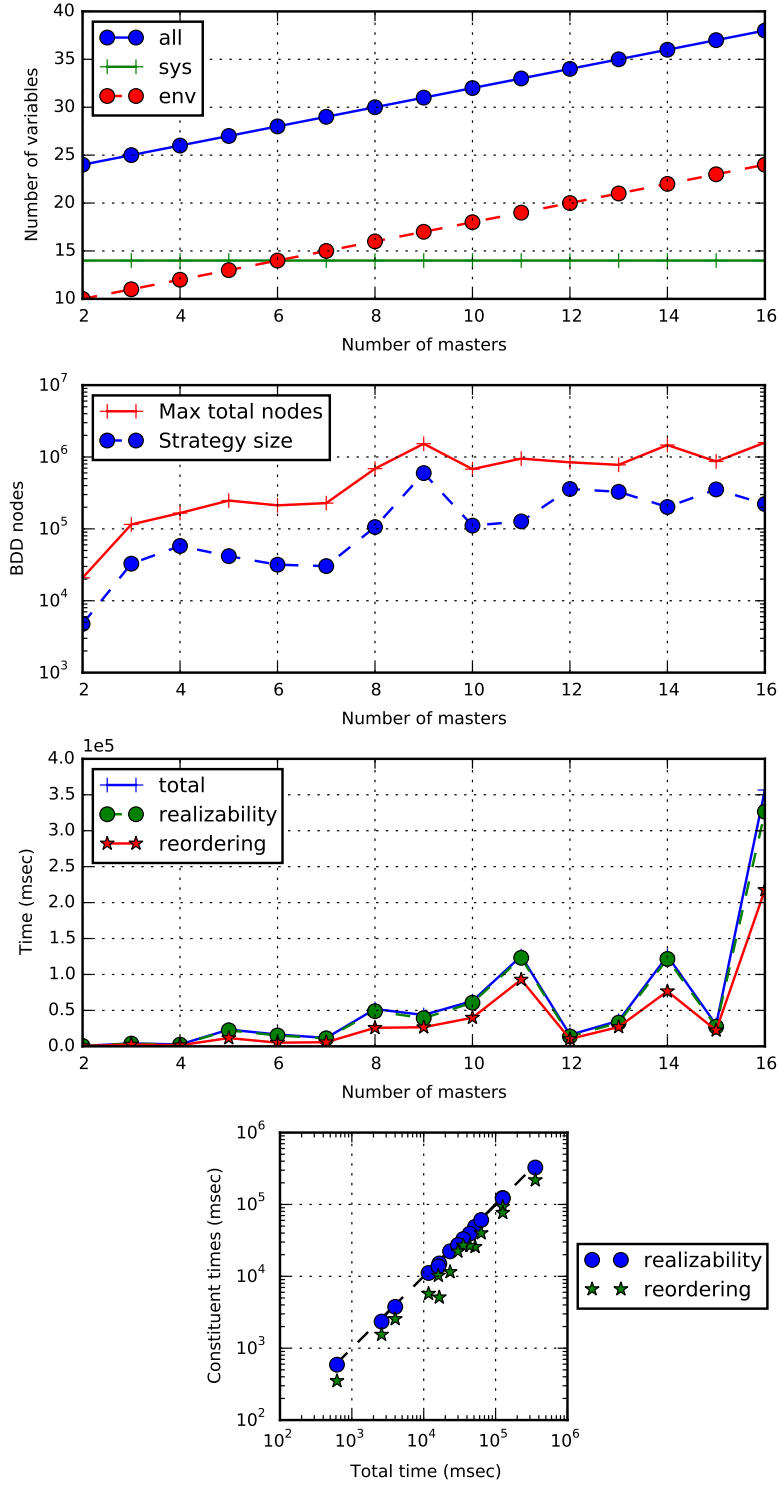 40
35
30
25
20
15
10
Number of variables
all
sys
env
2 4 6 8 10 12 14 16
Number of masters
10^7
10^6
10^5
10^4
10^3
BDD nodes
Max total nodes
Strategy size
2 4 6 8 10 12 14 16
Number of masters
1e5
4.0
3.5
3.0
2.5
2.0
1.5
1.0
0.5
0.0
Time (msec)
total
realizability
reordering
2 4 6 8 10 12 14 16
Number of masters
10^6
10^5
10^4
10^3
10^2
Constituent times (msec)
realizability
reordering
10^2 10^3 10^4 10^5 10^6
Total time (msec)